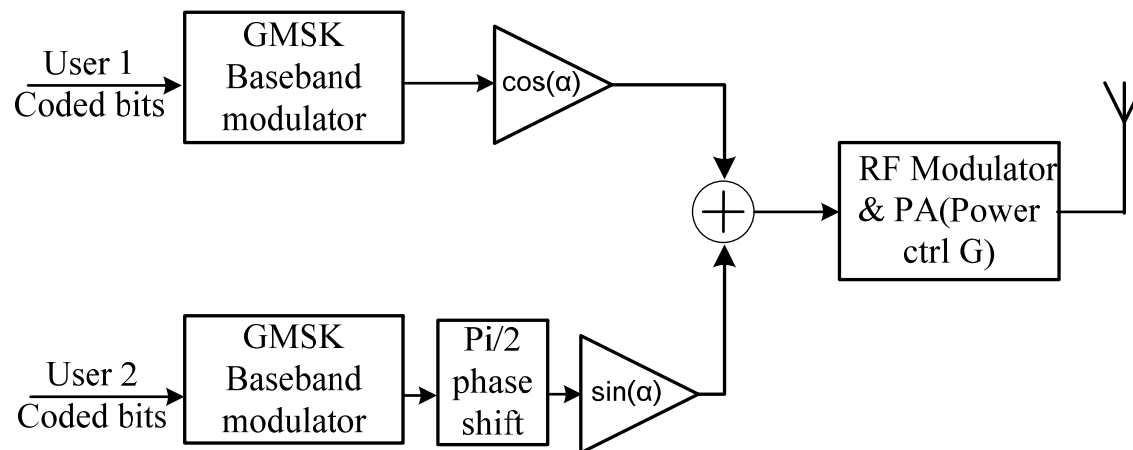 User 1
Coded bits
GMSK
Baseband
modulator
cos(α)
RF Modulator
& PA(Power
ctrl G)
User 2
Coded bits
GMSK
Baseband
modulator
Pi/2
phase
shift
sin(α)